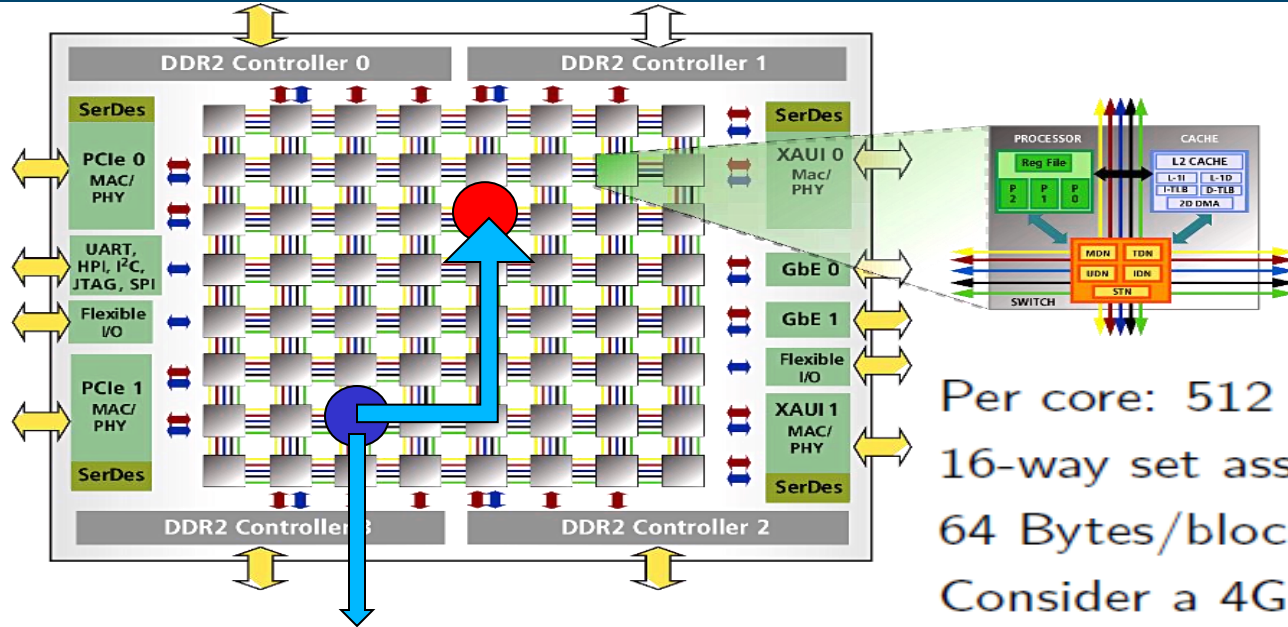 DDR2 Controller 0
DDR2 Controller 1
SerDes
PCIe 0
MAC/
PHY
UART,
HPI, I²C,
JTAG, SPI
Flexible
I/O
PCIe 1
MAC/
PHY
SerDes
SerDes
XAUI 0
Mac/
PHY
GbE 0
GbE 1
Flexible
I/O
XAUI 1
MAC/
PHY
SerDes
DDR2 Controller 3
DDR2 Controller 2
PROCESSOR
Reg File
P 2
P 1
P 0
CACHE
L2 CACHE
L-1I L-1D
I-TLB D-TLB
2D DMA
MDN TDN
UDN IDN
STN
SWITCH
Per core: 512
16-way set ass
64 Bytes/bloc
Consider a 4G